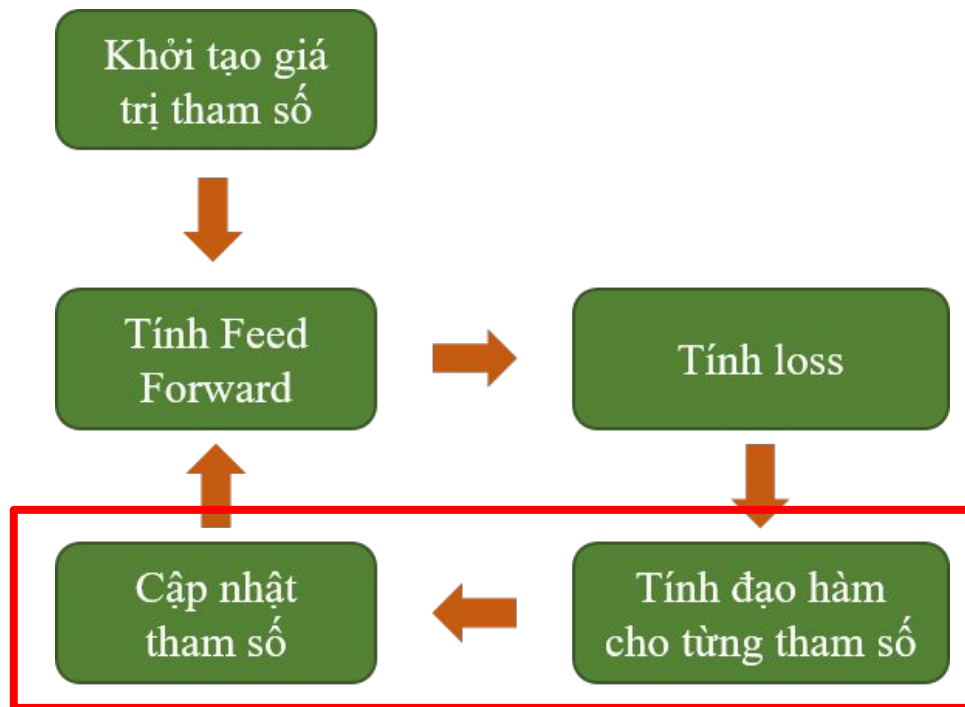 Khởi tạo giá
trị tham số
Tính Feed
Forward
Tính loss
Cập nhật
tham số
Tính đạo hàm
cho từng tham số